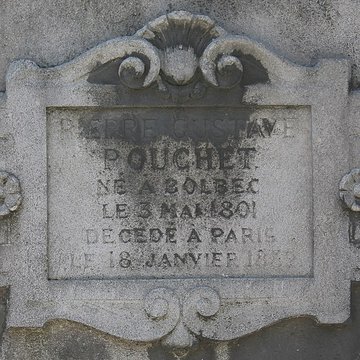 PIERRE GUSTAVE
POUCHET
NÉ A BOLBEC
LE 3 MAI 1801
DÉCÉDÉ À PARIS
LE 18 JANVIER